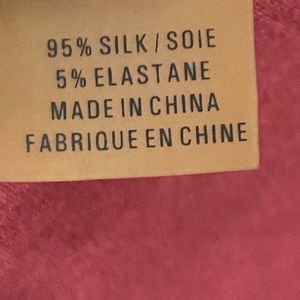 95% SILK / SOIE
5% ELASTANE
MADE IN CHINA
FABRIQUE EN CHINE